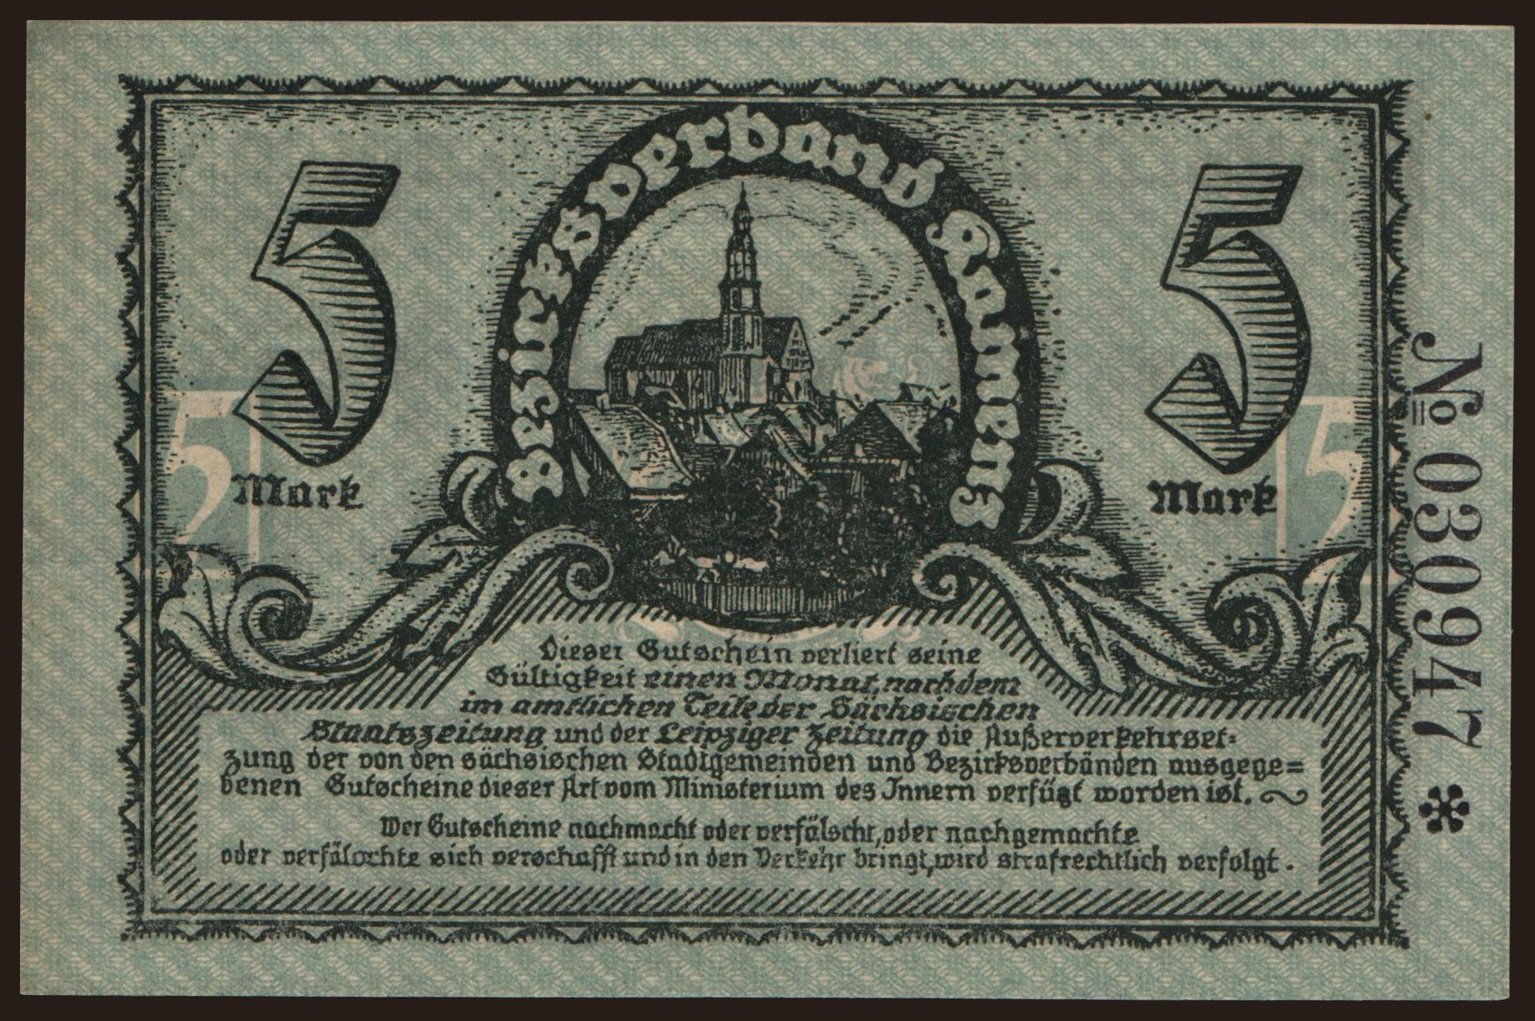 Bezirksverband Kamenz
5
5
Mark
Mark
5
5
Dieser Gutschein verliert seine
Gültigkeit einen Monat, nachdem
im amtlichen Teile der Sächsischen
Staatszeitung und der Leipziger Zeitung die Außerverkehrset-
zung der von den sächsischen Stadtgemeinden und Bezirksverbänden ausgege=
benen Gutscheine dieser Art vom Ministerium des Innern verfügt worden ist.
Wer Gutscheine nachmacht oder verfälscht, oder nachgemachte
oder verfälschte sich verschafft und in den Verkehr bringt, wird strafrechtlich verfolgt.
№ 030947 *